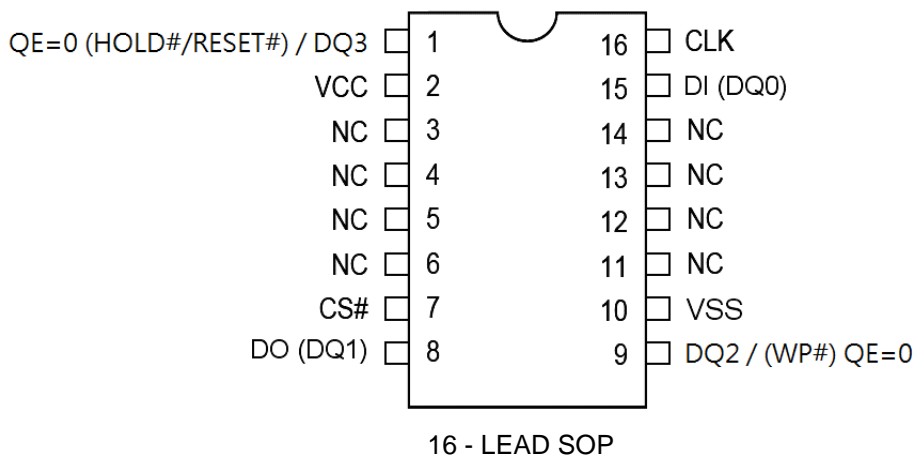 QE=0 (HOLD#/RESET#) / DQ3 1 16 CLK
VCC 2 15 DI (DQ0)
NC 3 14 NC
NC 4 13 NC
NC 5 12 NC
NC 6 11 NC
CS# 7 10 VSS
DO (DQ1) 8 9 DQ2 / (WP#) QE=0
16 - LEAD SOP